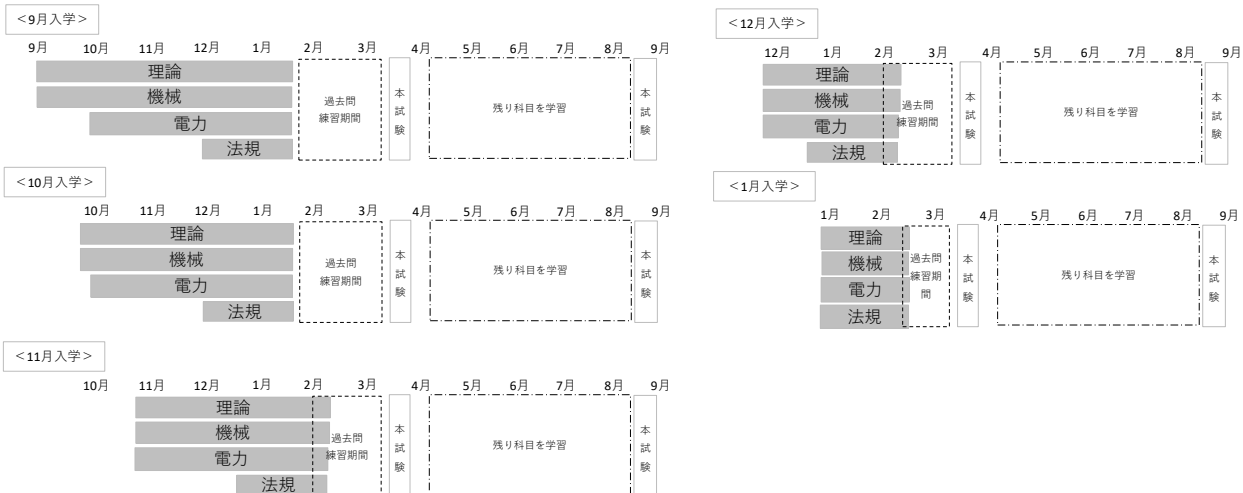 <9月入学>
9月 10月 11月 12月 1月 2月 3月 4月 5月 6月 7月 8月 9月
理論
機械
電力
法規
過去問
練習期間
本試験
残り科目を学習
本試験
<10月入学>
10月 11月 12月 1月 2月 3月 4月 5月 6月 7月 8月 9月
理論
機械
電力
法規
過去問
練習期間
本試験
残り科目を学習
本試験
<11月入学>
10月 11月 12月 1月 2月 3月 4月 5月 6月 7月 8月 9月
理論
機械
電力
法規
過去問
練習期間
本試験
残り科目を学習
本試験
<12月入学>
12月 1月 2月 3月 4月 5月 6月 7月 8月 9月
理論
機械
電力
法規
過去問
練習期間
本試験
残り科目を学習
本試験
<1月入学>
1月 2月 3月 4月 5月 6月 7月 8月 9月
理論
機械
電力
法規
過去問
練習期
間
本試験
残り科目を学習
本試験